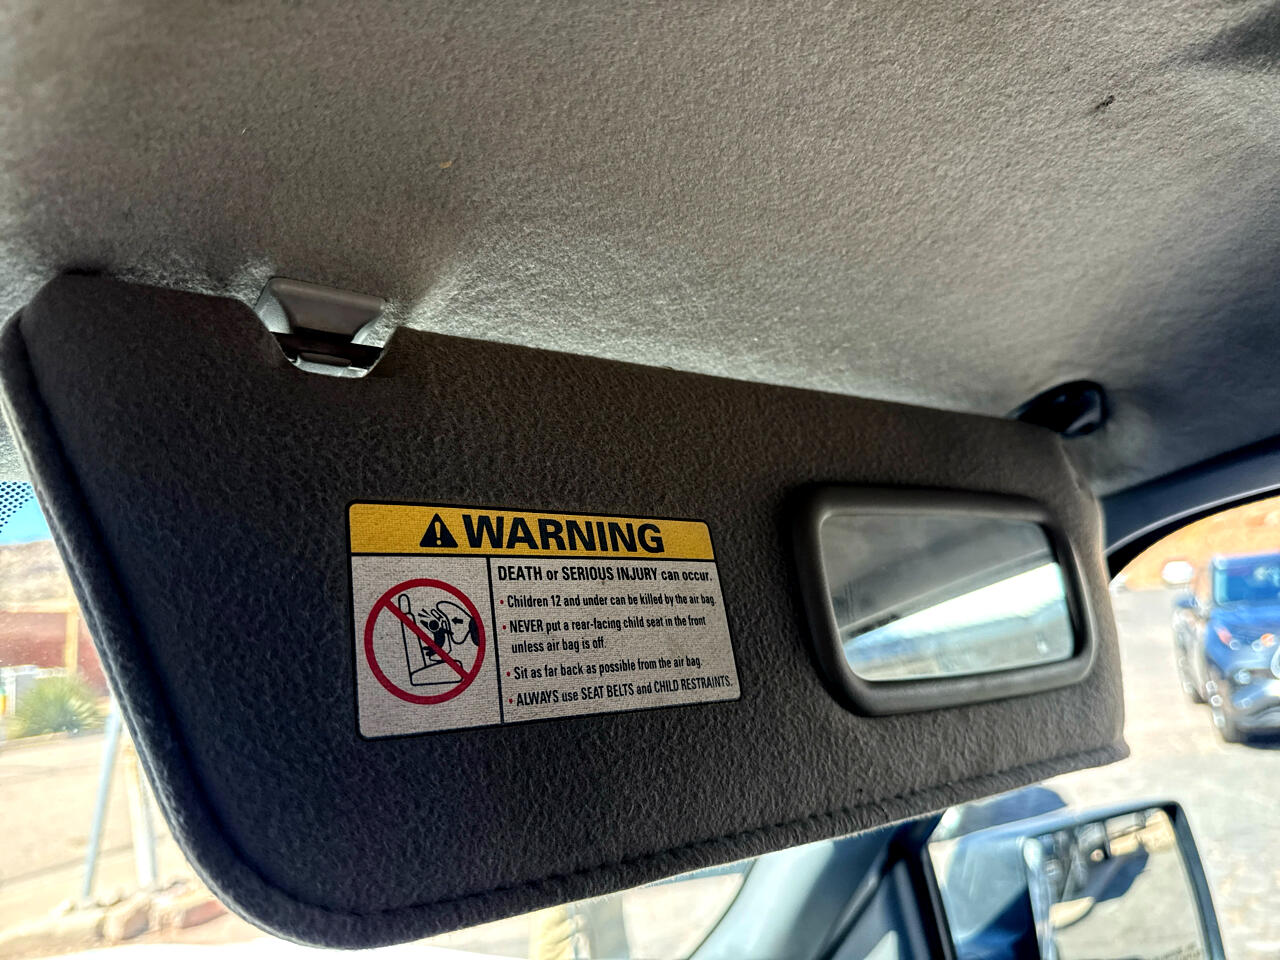 WARNING
DEATH or SERIOUS INJURY can occur.
• Children 12 and under can be killed by the air bag.
• NEVER put a rear-facing child seat in the front
unless air bag is off.
• Sit as far back as possible from the air bag.
• ALWAYS use SEAT BELTS and CHILD RESTRAINTS.